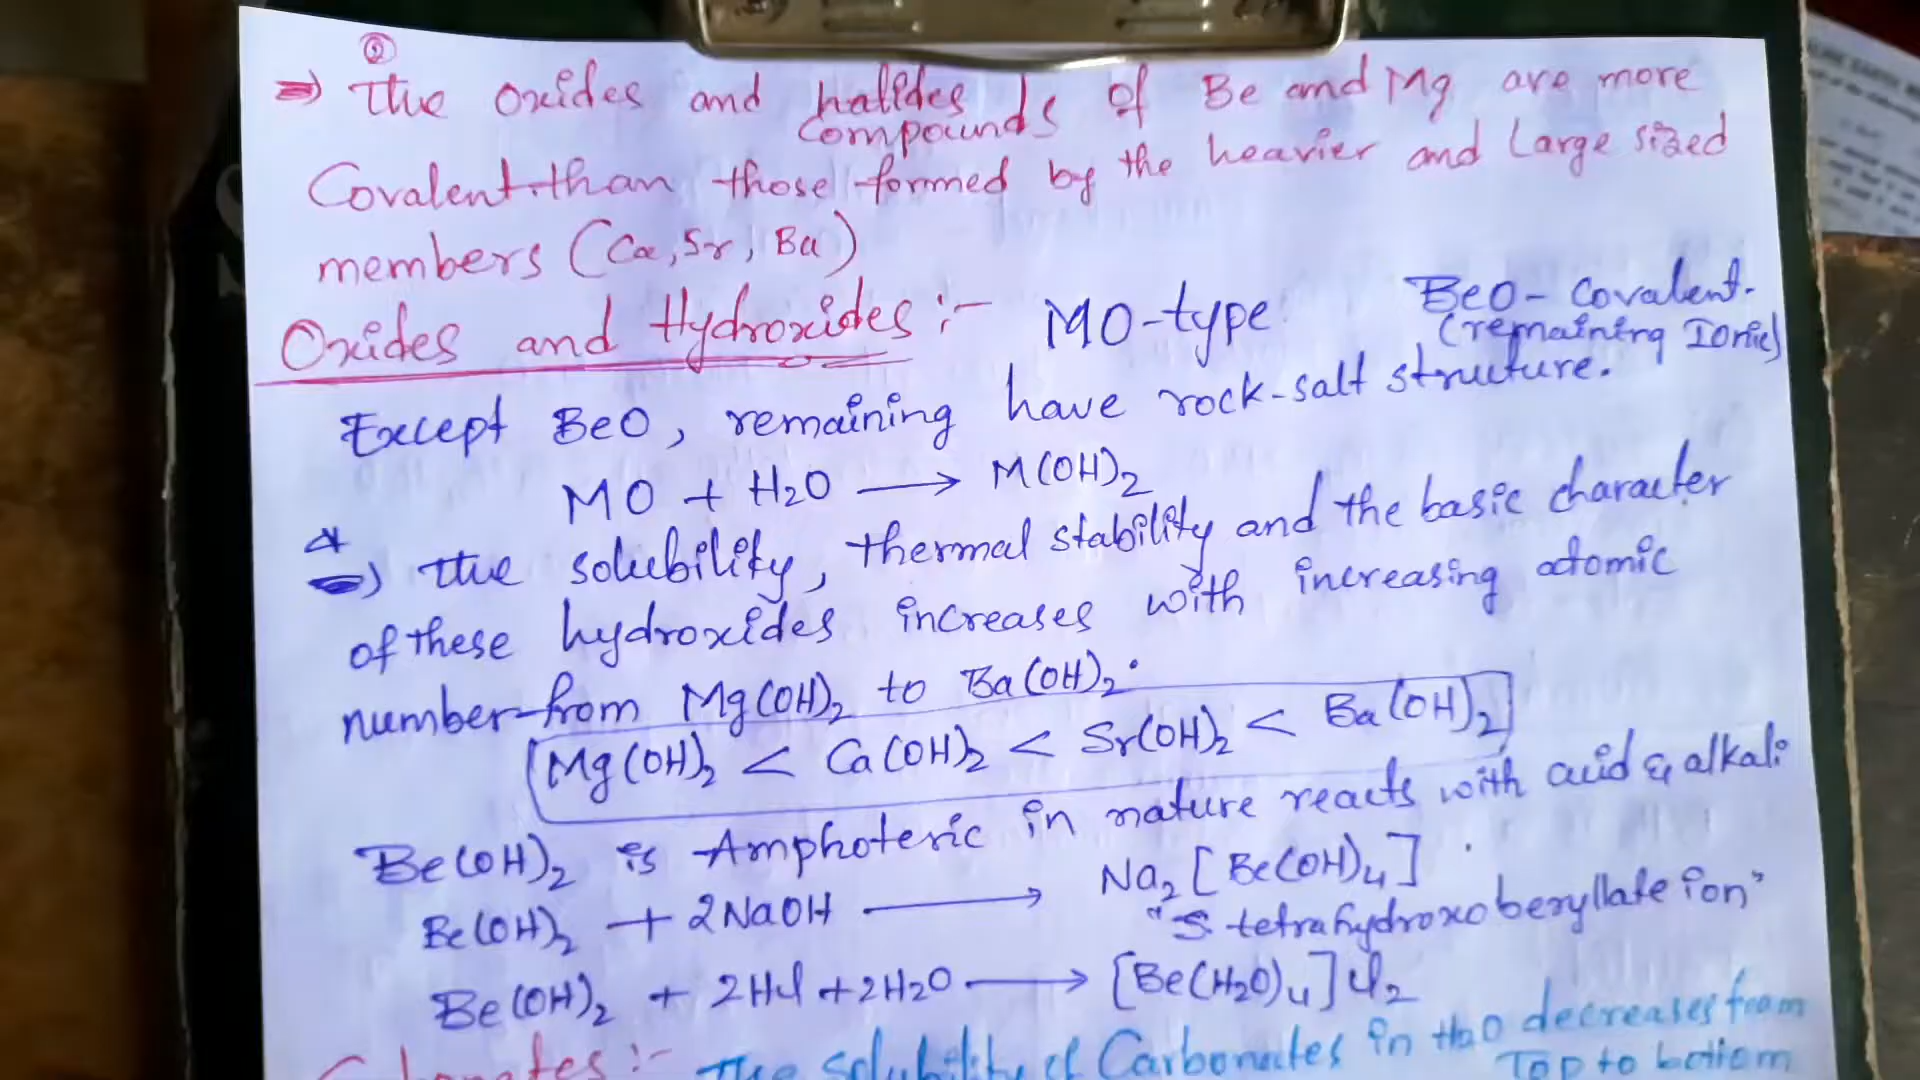 ⇒ The oxides and halides compounds of Be and Mg are more
Covalent than those formed by the heavier and Large sized
members (Ca, Sr, Ba)
Oxides and Hydroxides :- MO-type BeO- Covalent.
(remaining Ionic)
Except BeO, remaining have rock-salt structure.
MO + H2O ⟶ M(OH)2
⇒ The solubility, thermal stability and the basic character
of these hydroxides increases with increasing atomic
number from Mg(OH)2 to Ba(OH)2.
[Mg(OH)2 < Ca(OH)2 < Sr(OH)2 < Ba(OH)2]
Be(OH)2 is Amphoteric in nature reacts with acid & alkali
Be(OH)2 + 2NaOH ⟶ Na2[Be(OH)4]
"tetrahydroxo beryllate ion"
Be(OH)2 + 2HCl + 2H2O ⟶ [Be(H2O)4]Cl2
Carbonates :- The solubility of Carbonates in H2O decreases from
Top to bottom